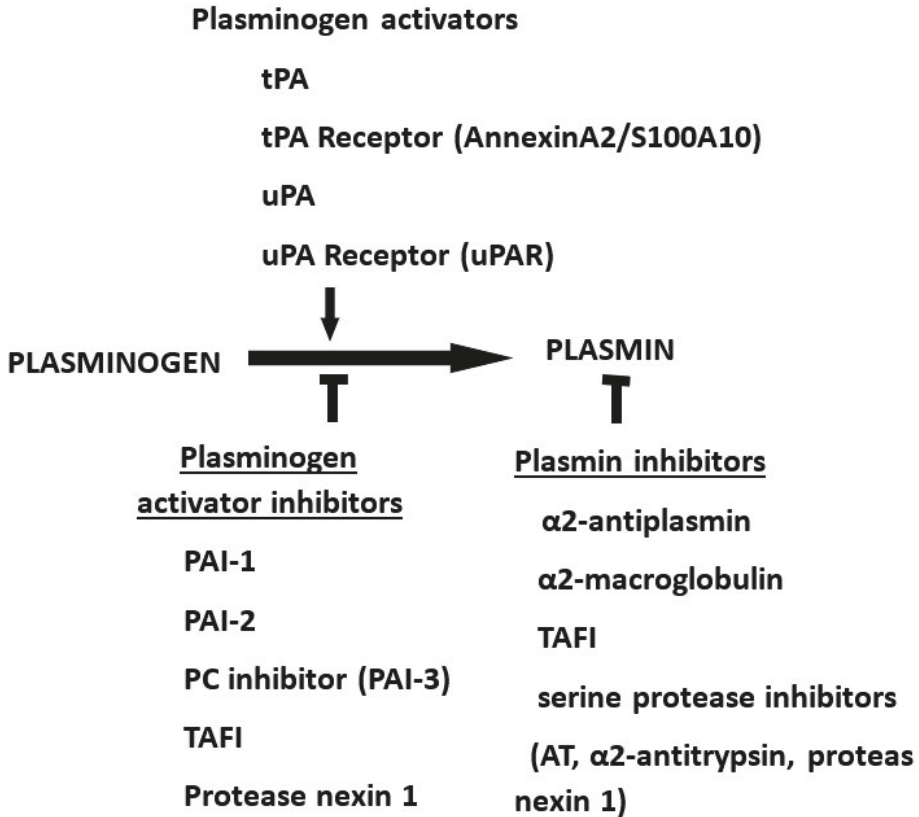 Plasminogen activators
tPA
tPA Receptor (AnnexinA2/S100A10)
uPA
uPA Receptor (uPAR)
PLASMINOGEN
PLASMIN
Plasminogen
activator inhibitors
PAI-1
PAI-2
PC inhibitor (PAI-3)
TAFI
Protease nexin 1
Plasmin inhibitors
α2-antiplasmin
α2-macroglobulin
TAFI
serine protease inhibitors
(AT, α2-antitrypsin, proteas
nexin 1)